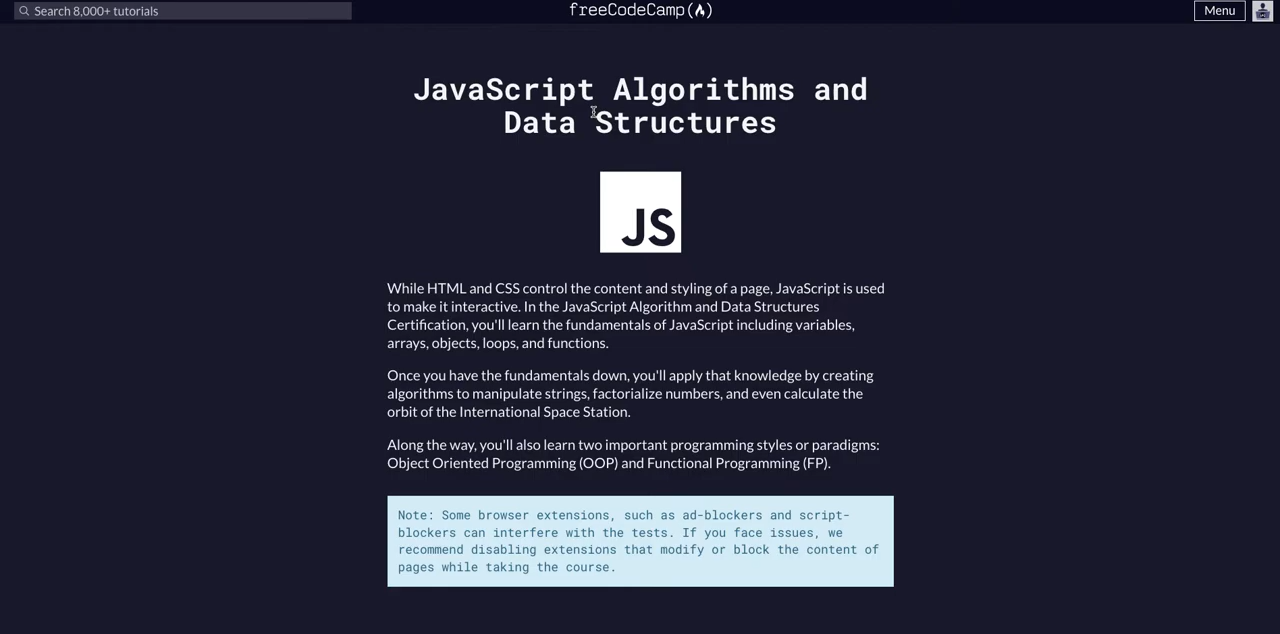 Search 8,000+ tutorials
freeCodeCamp
Menu
JavaScript Algorithms and
Data Structures
JS
While HTML and CSS control the content and styling of a page, JavaScript is used
to make it interactive. In the JavaScript Algorithm and Data Structures
Certification, you'll learn the fundamentals of JavaScript including variables,
arrays, objects, loops, and functions.
Once you have the fundamentals down, you'll apply that knowledge by creating
algorithms to manipulate strings, factorialize numbers, and even calculate the
orbit of the International Space Station.
Along the way, you'll also learn two important programming styles or paradigms:
Object Oriented Programming (OOP) and Functional Programming (FP).
Note: Some browser extensions, such as ad-blockers and script-
blockers can interfere with the tests. If you face issues, we
recommend disabling extensions that modify or block the content of
pages while taking the course.